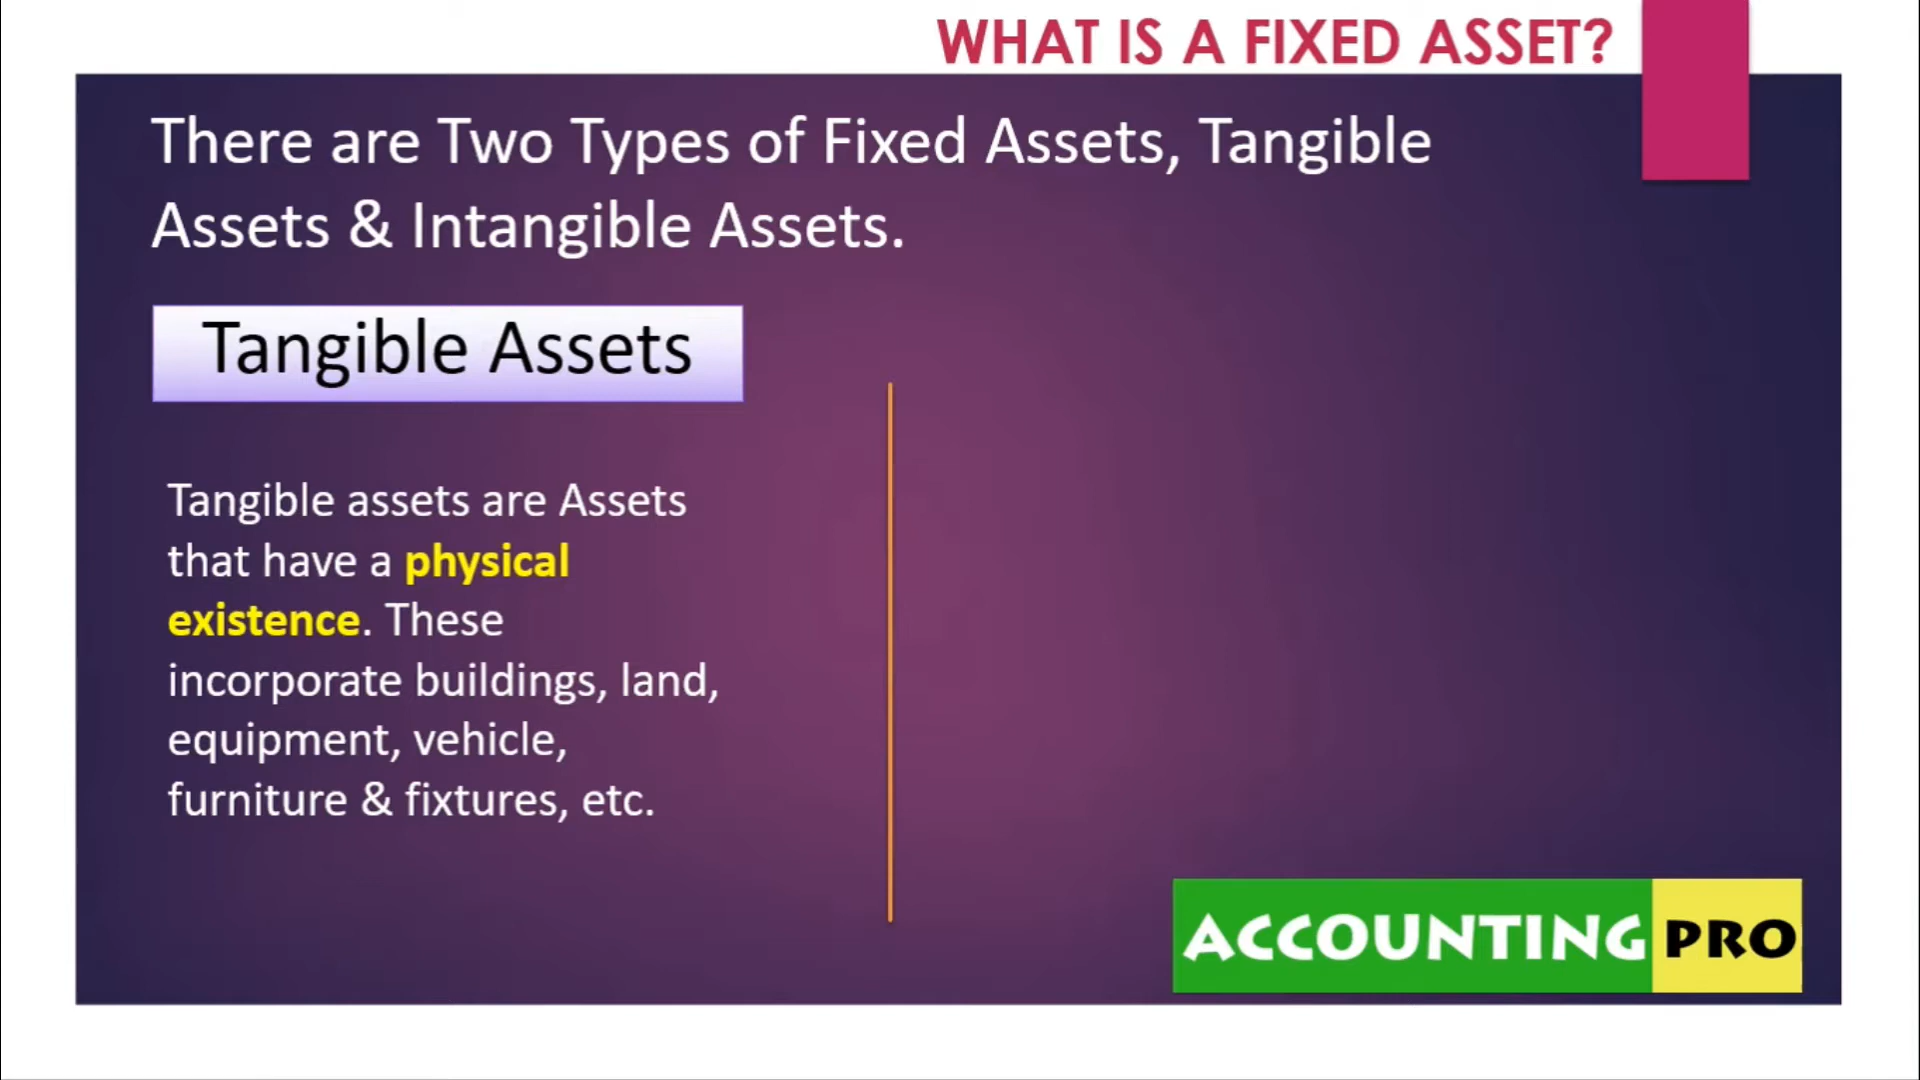 WHAT IS A FIXED ASSET?
There are Two Types of Fixed Assets, Tangible
Assets & Intangible Assets.
Tangible Assets
Tangible assets are Assets
that have a physical
existence. These
incorporate buildings, land,
equipment, vehicle,
furniture & fixtures, etc.
ACCOUNTING PRO